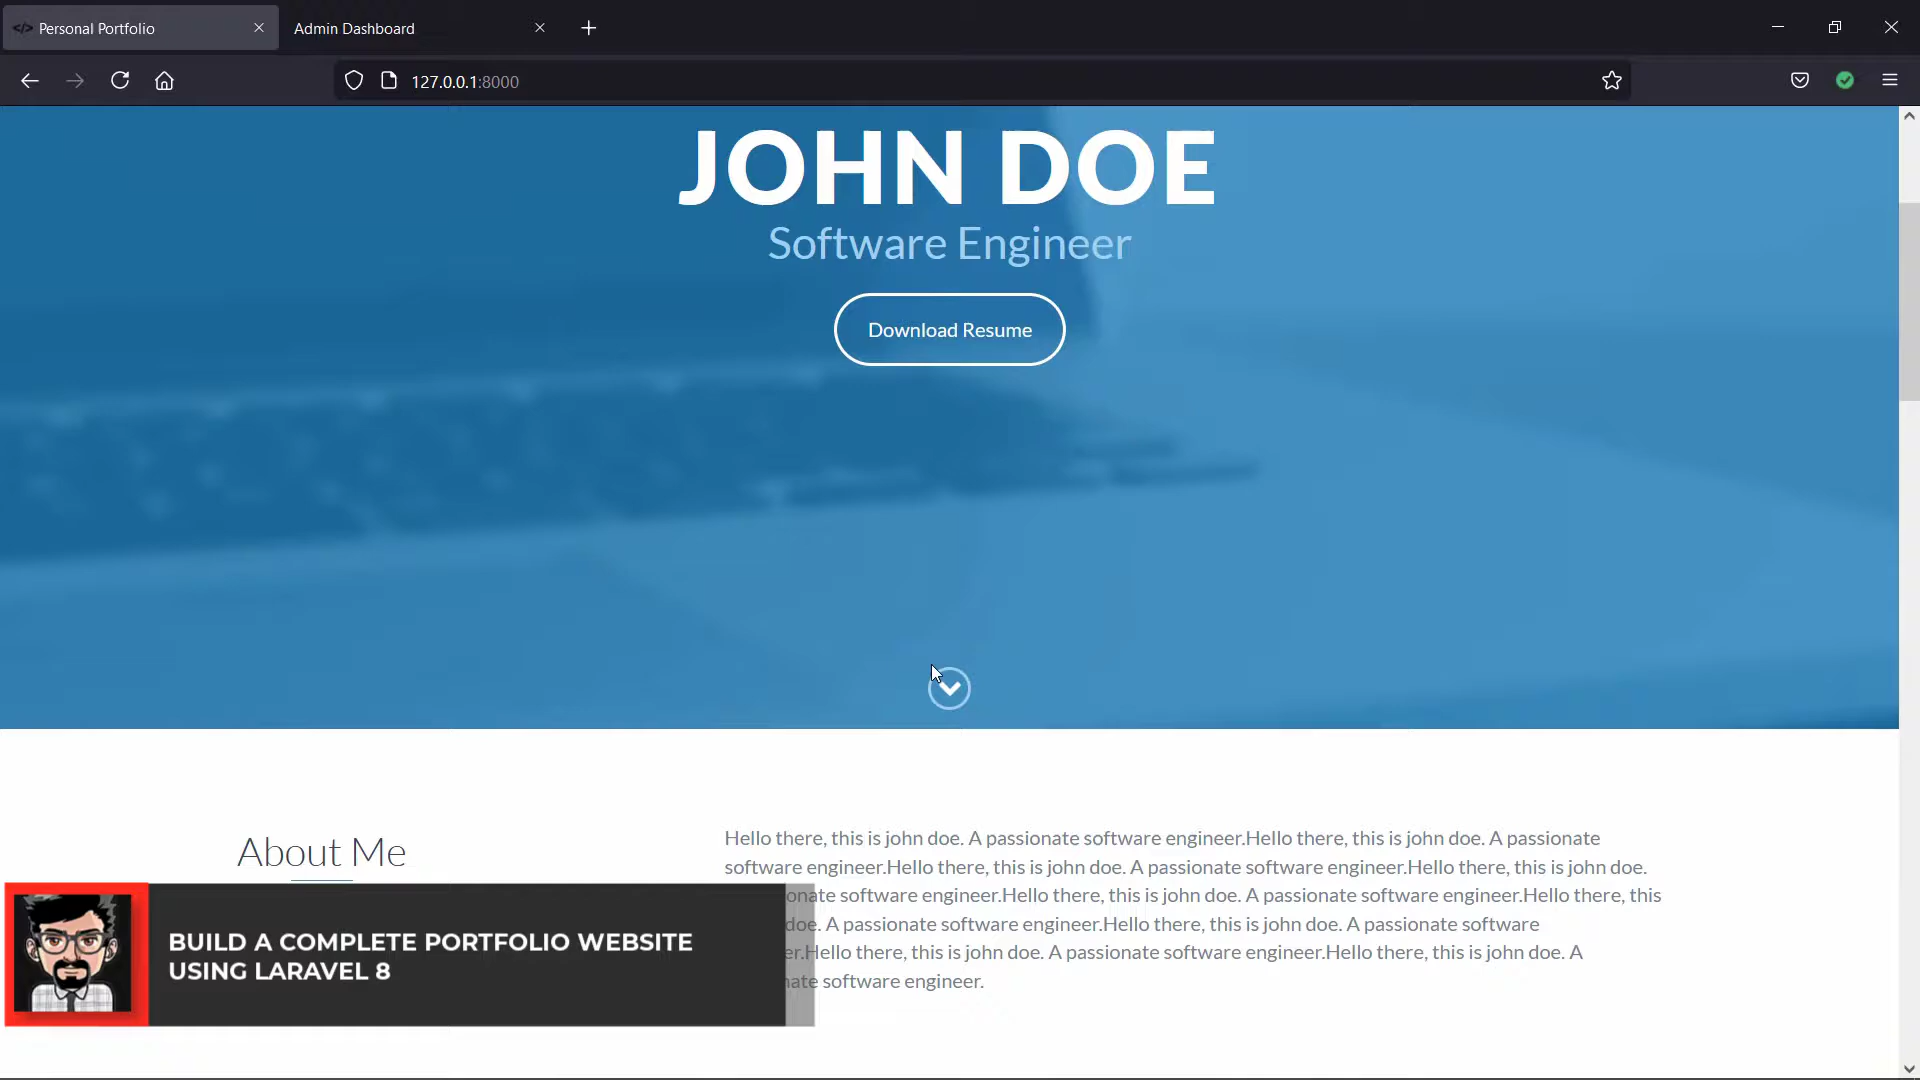 Personal Portfolio
Admin Dashboard
127.0.0.1:8000
JOHN DOE
Software Engineer
Download Resume
About Me
Hello there, this is john doe. A passionate software engineer.Hello there, this is john doe. A passionate
software engineer.Hello there, this is john doe. A passionate software engineer.Hello there, this is john doe.
software engineer.Hello there, this is john doe. A passionate software engineer.Hello there, this
doe. A passionate software engineer.Hello there, this is john doe. A passionate software
Hello there, this is john doe. A passionate software engineer.Hello there, this is john doe. A
software engineer.
BUILD A COMPLETE PORTFOLIO WEBSITE
USING LARAVEL 8